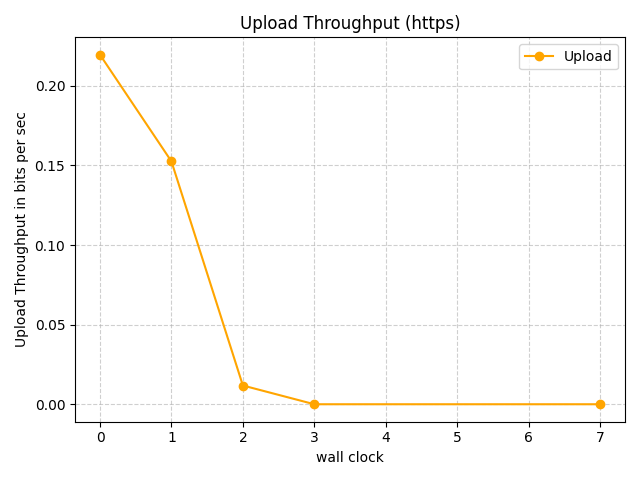 Upload Throughput (https)
Upload
Upload Throughput in bits per sec
0.20
0.15
0.10
0.05
0.00
0 1 2 3 4 5 6 7
wall clock